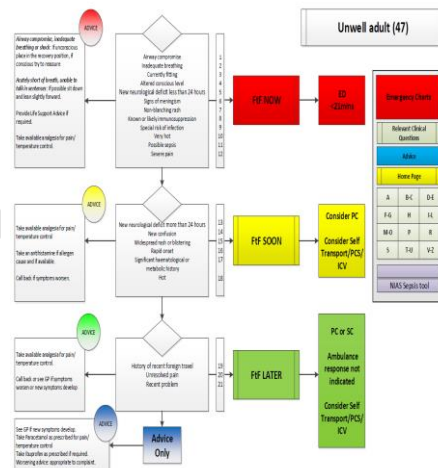 Unwell adult (47)
ADVICE
Airway compromise, inadequate
breathing or shock: If unconscious
place in the recovery position, if
conscious try to reassure
Acutely short of breath, unable to
talk in sentences: If possible sit down
and lean slightly forward.
Provide Life Support Advice if
required.
Take available analgesia for pain/
temperature control
Airway compromise
Inadequate breathing
Currently fitting
Altered conscious level
New neurological deficit less than 24 hours
Signs of meningism
Non-blanching rash
Known or likely immunosuppression
Special risk of infection
Very hot
Possible sepsis
Severe pain
1
2
3
4
5
6
7
8
9
10
11
12
FtF NOW
ED
Emergency Charts
Relevant Clinical
Questions
Advice
Home Page
A B-C D-E
F-G H I-L
M-O P R
S T-U V-Z
NIAS Sepsis tool
ADVICE
Take available analgesia for pain/
temperature control
Take an antihistamine if allergen
cause and if available.
Call back if symptoms worsen.
New neurological deficit more than 24 hours
New confusion
Widespread rash or blistering
Rapid onset
Significant haematological or
metabolic history
Hot
13
14
15
16
17
18
FtF SOON
Consider PC
Consider Self
Transport/PCS/
ICV
ADVICE
Take available analgesia for pain/
temperature control
Call back or see GP if symptoms
worsen or new symptoms develop
History of recent foreign travel
Unresolved pain
Recent problem
19
20
21
FtF LATER
PC or SC
Ambulance
response not
indicated
Consider Self
Transport/PCS/
ICV
ADVICE
See GP if new symptoms develop
Take Paracetamol as prescribed for pain/
temperature control
Take Ibuprofen as prescribed if required.
Worsening advice appropriate to complaint
Advice
Only